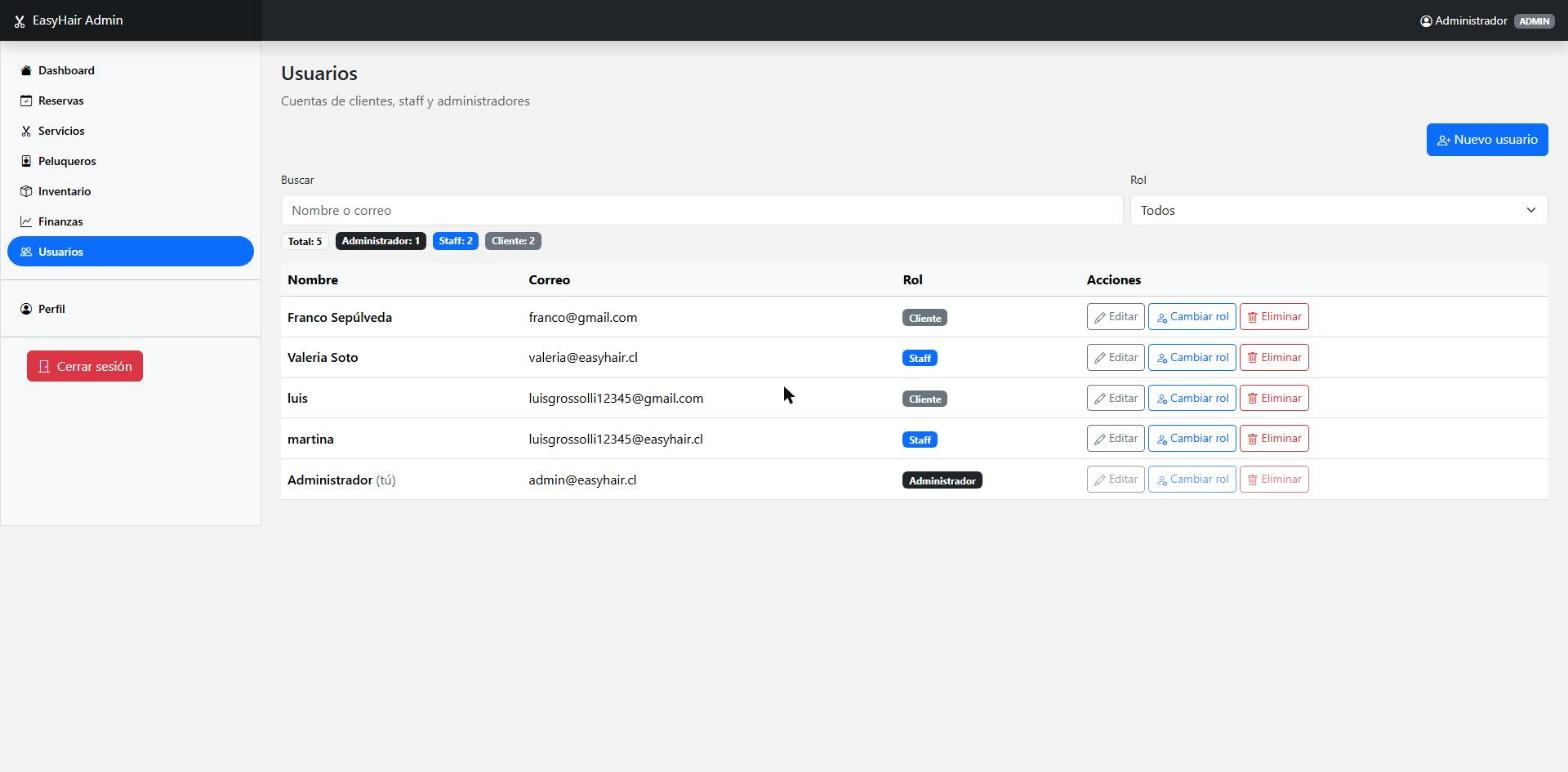 EasyHair Admin
Administrador ADMIN
Dashboard
Reservas
Servicios
Peluqueros
Inventario
Finanzas
Usuarios
Perfil
Cerrar sesión
Usuarios
Cuentas de clientes, staff y administradores
Nuevo usuario
Buscar
Rol
Nombre o correo
Todos
Total: 5 Administrador: 1 Staff: 2 Cliente: 2
Nombre Correo Rol Acciones
Franco Sepúlveda franco@gmail.com Cliente Editar Cambiar rol Eliminar
Valeria Soto valeria@easyhair.cl Staff Editar Cambiar rol Eliminar
luis luisgrossolli12345@gmail.com Cliente Editar Cambiar rol Eliminar
martina luisgrossolli12345@easyhair.cl Staff Editar Cambiar rol Eliminar
Administrador (tú) admin@easyhair.cl Administrador Editar Cambiar rol Eliminar